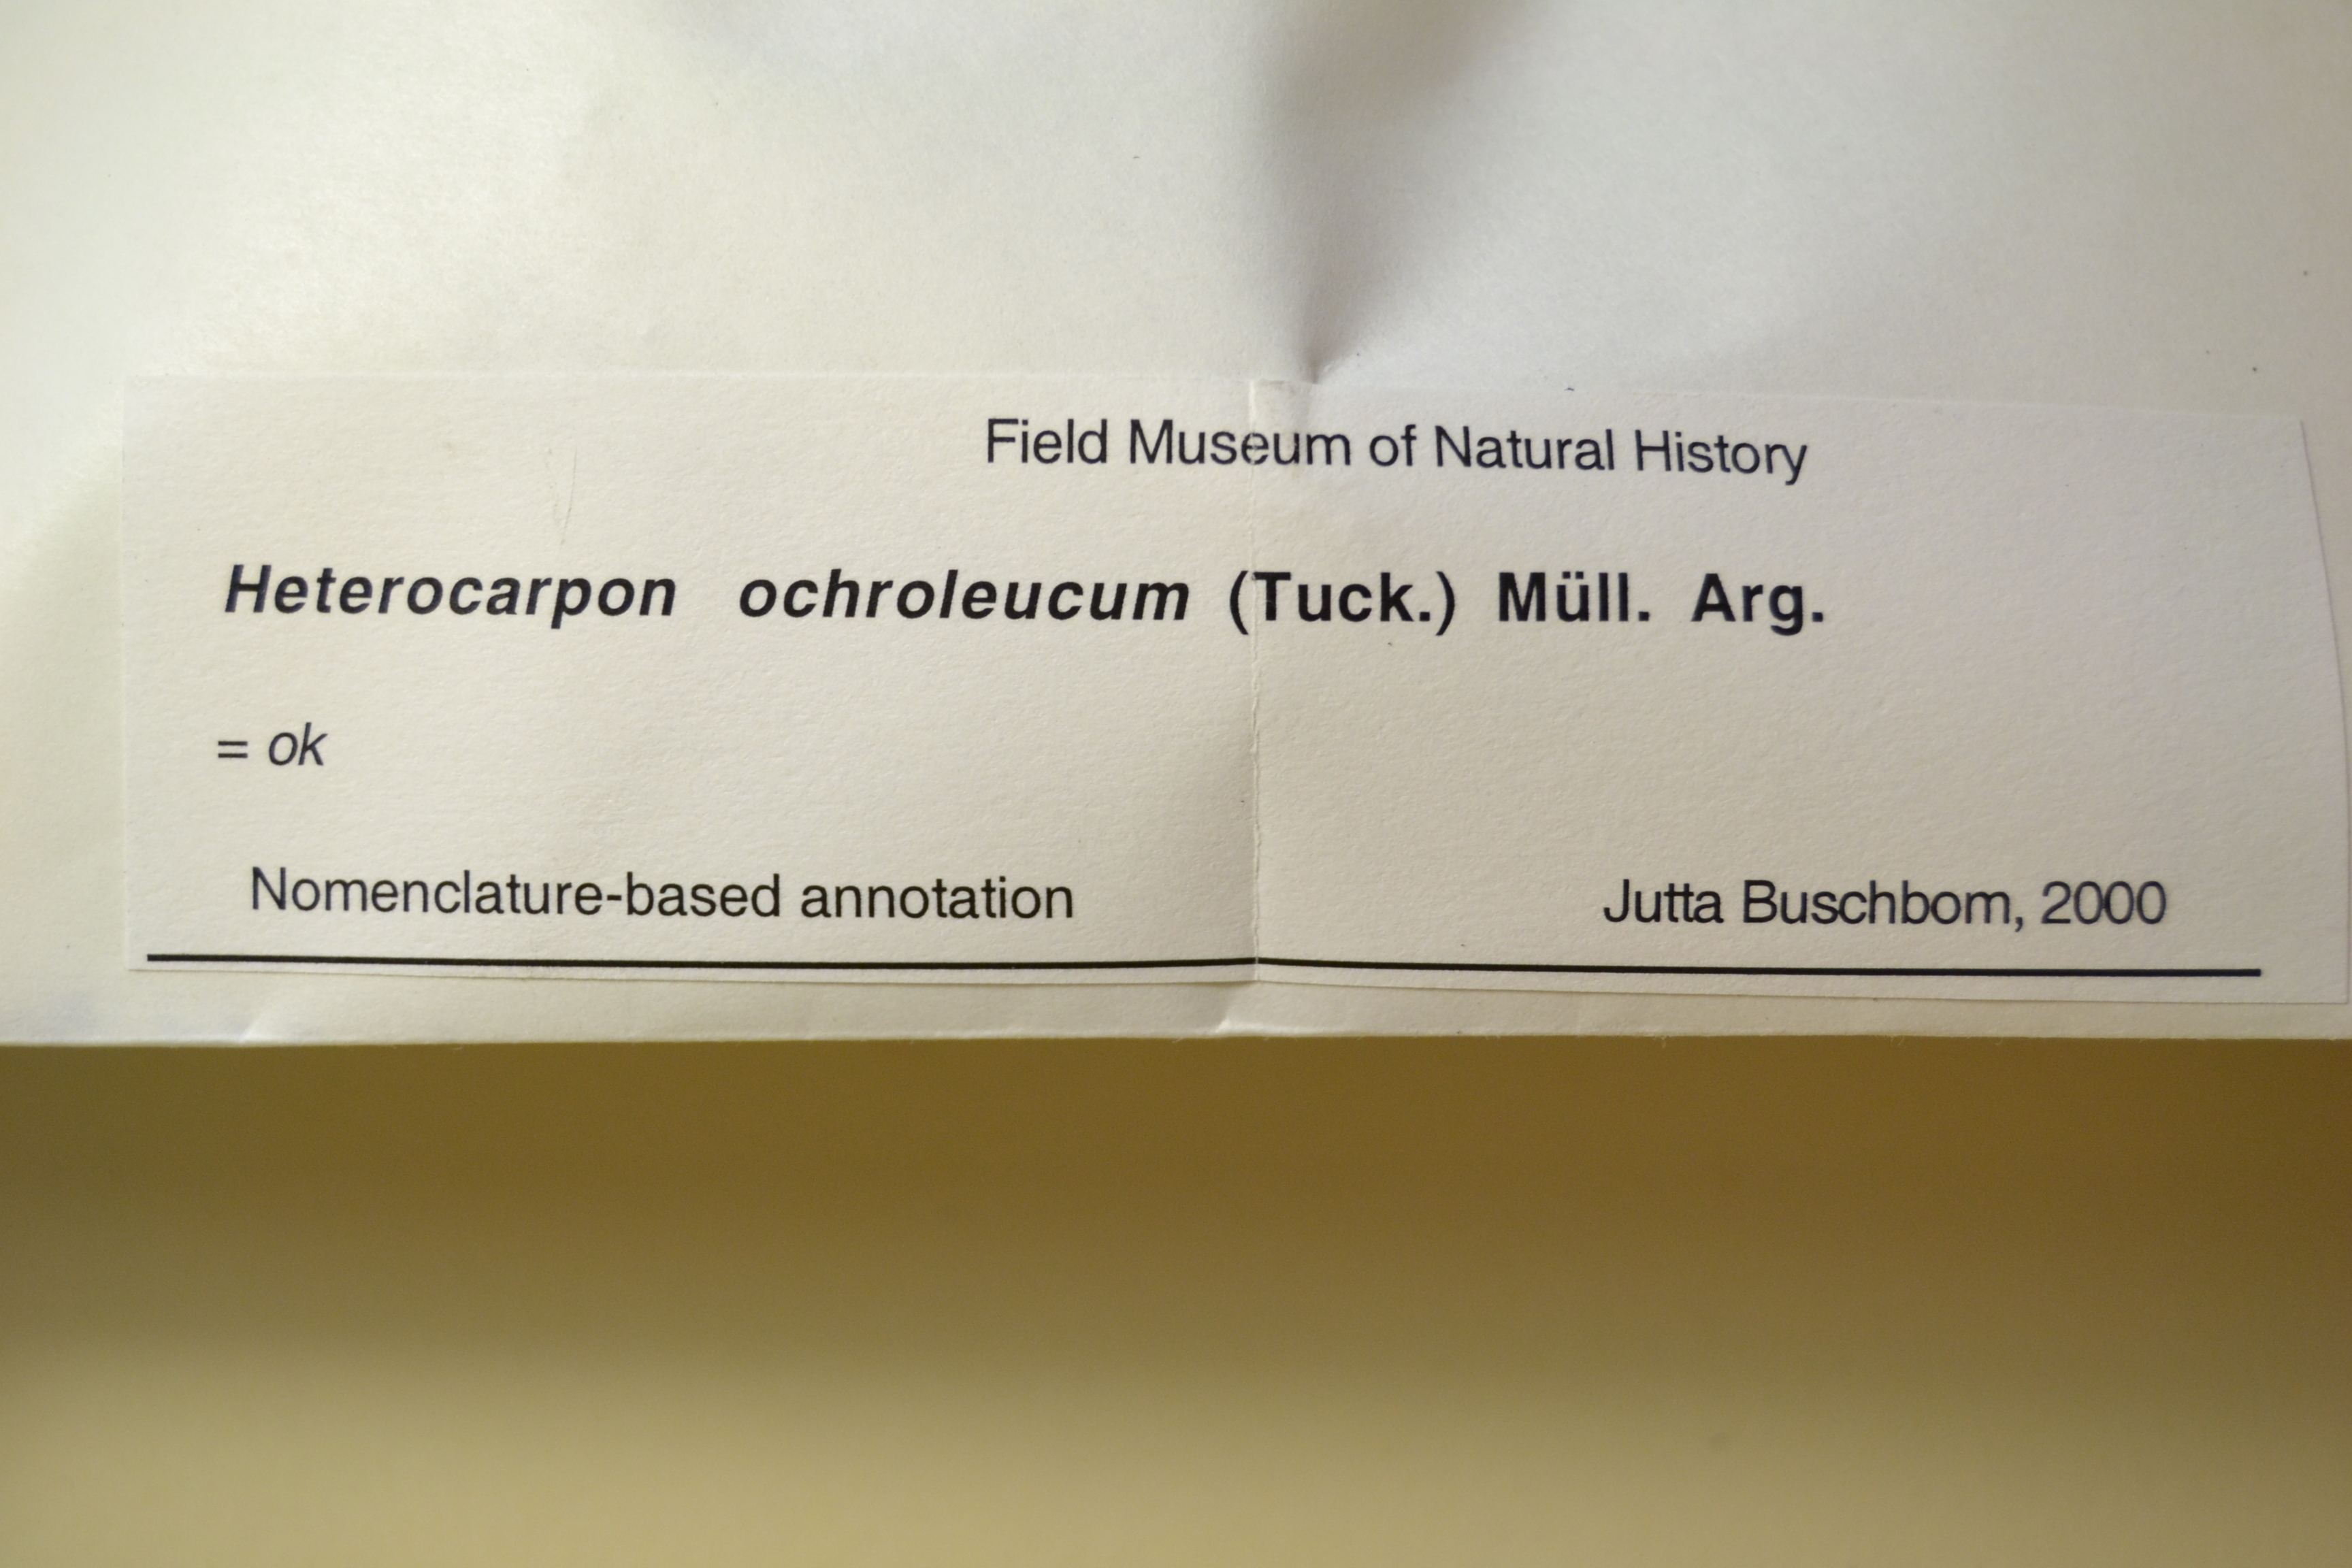 Field Museum of Natural History
Heterocarpon ochroleucum (Tuck.) Müll. Arg.
= ok
Nomenclature-based annotation Jutta Buschbom, 2000